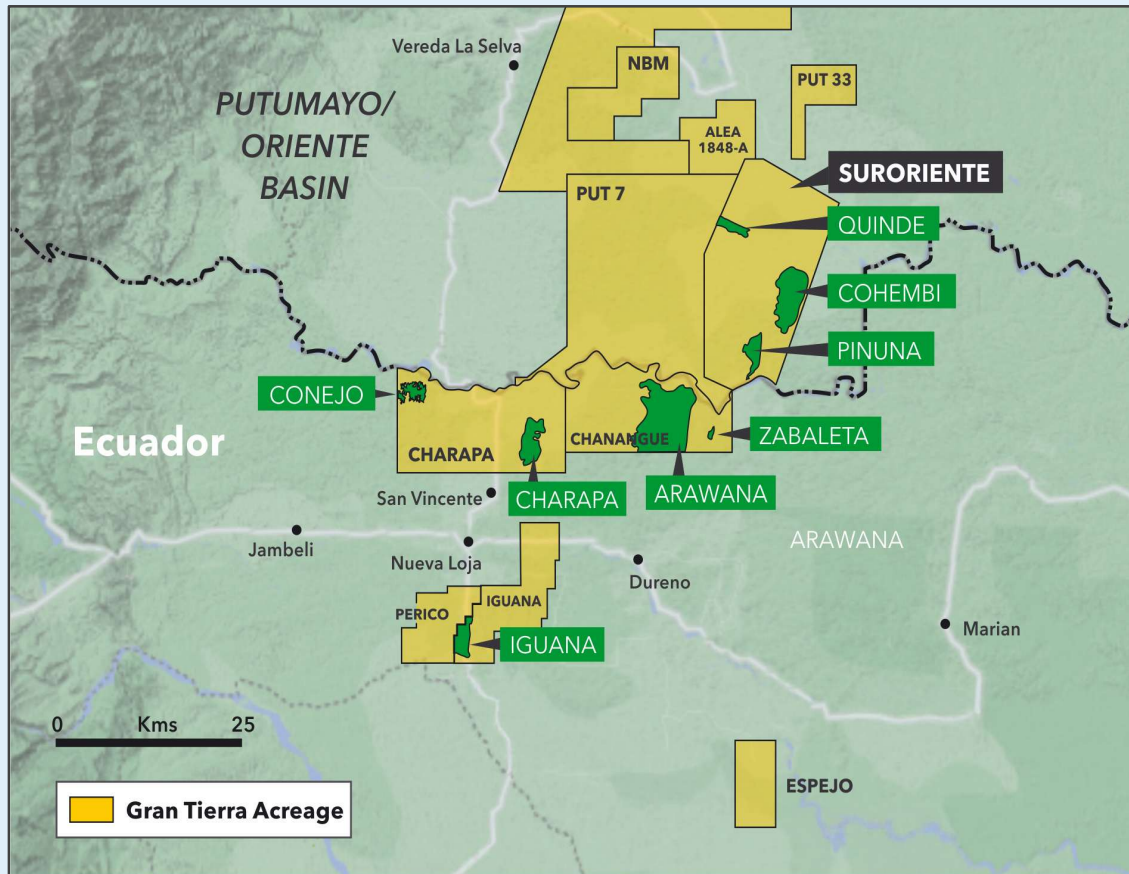 Vereda La Selva
NBM
PUT 33
PUTUMAYO/
ORIENTE
BASIN
ALEA
1848-A
SURORIENTE
PUT 7
QUINDE
COHEMBI
PINUNA
CONEJO
Ecuador
CHARAPA
CHANANGUE
ZABALETA
San Vincente
CHARAPA
ARAWANA
Jambeli
Nueva Loja
ARAWANA
Dureno
PERICO
IGUANA
Marian
IGUANA
0 Kms 25
ESPEJO
Gran Tierra Acreage